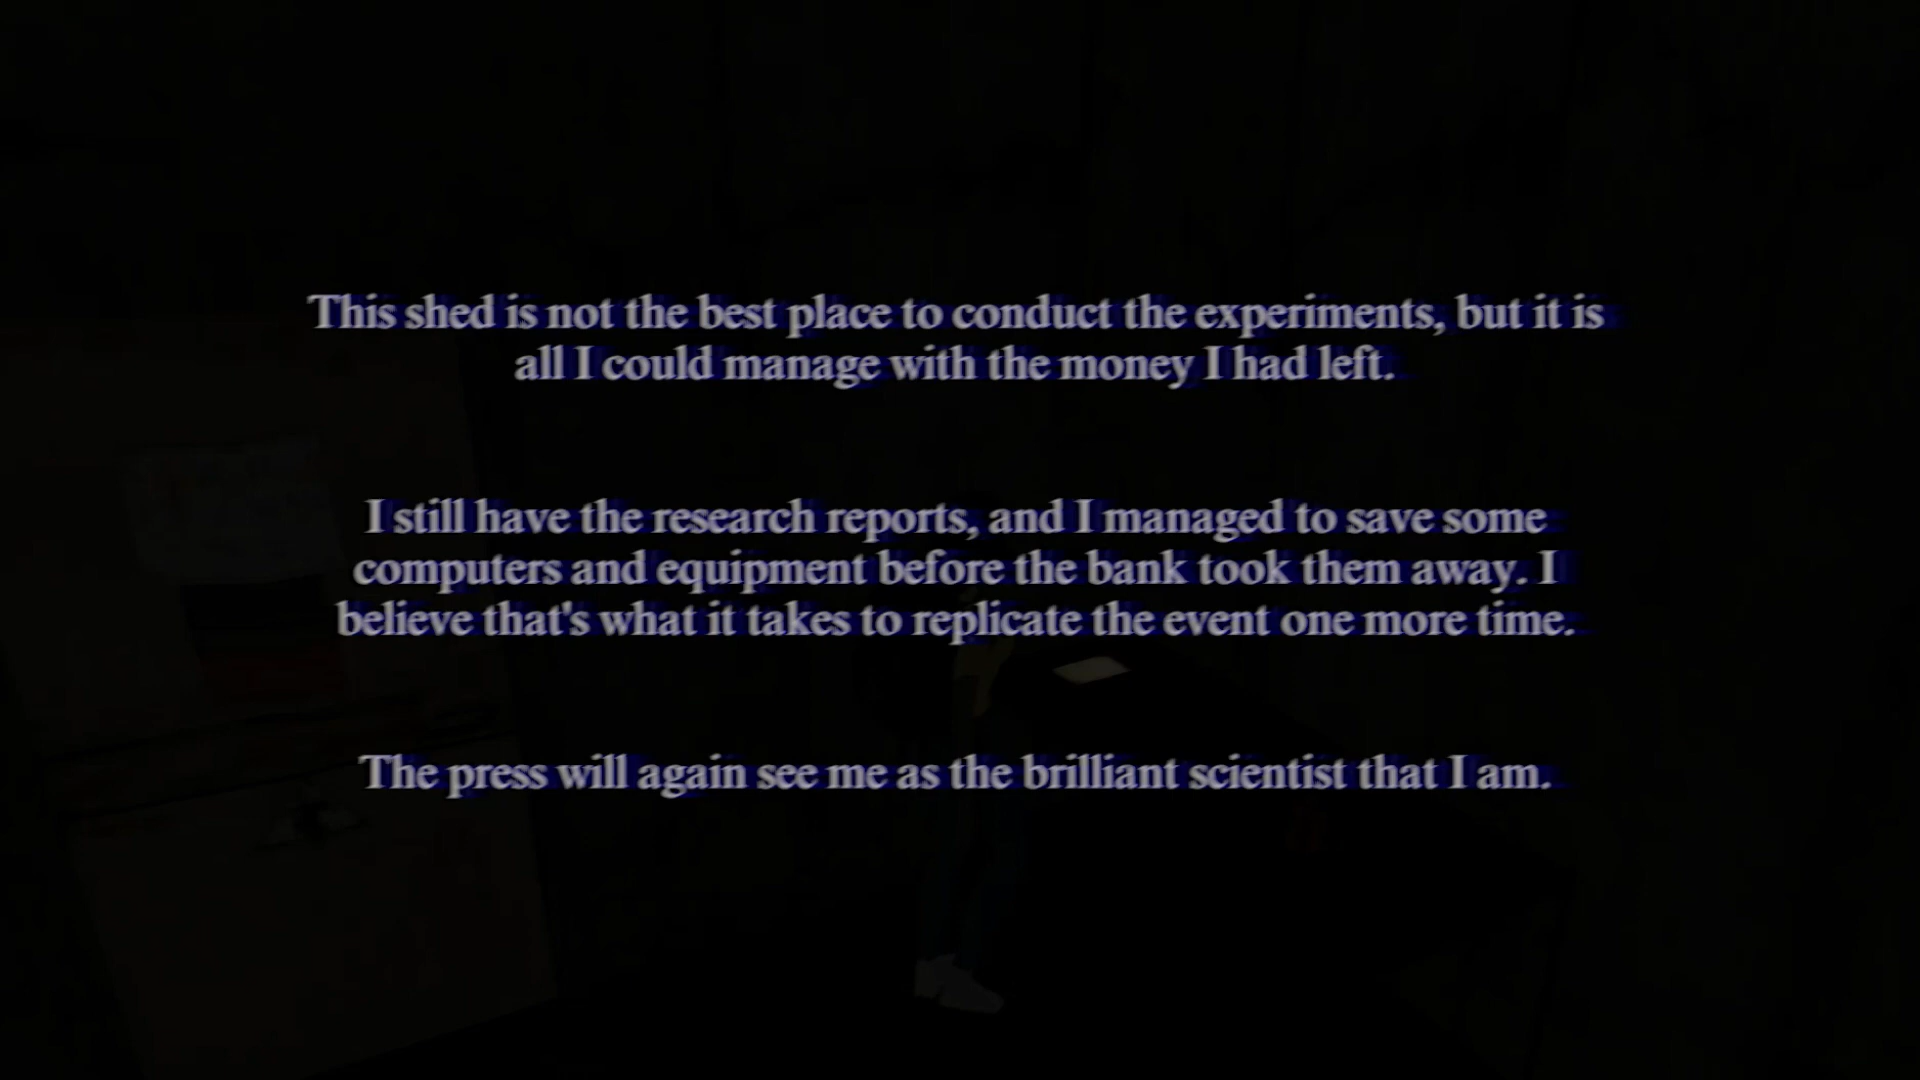 This shed is not the best place to conduct the experiments, but it is
all I could manage with the money I had left.
I still have the research reports, and I managed to save some
computers and equipment before the bank took them away. I
believe that's what it takes to replicate the event one more time.
The press will again see me as the brilliant scientist that I am.